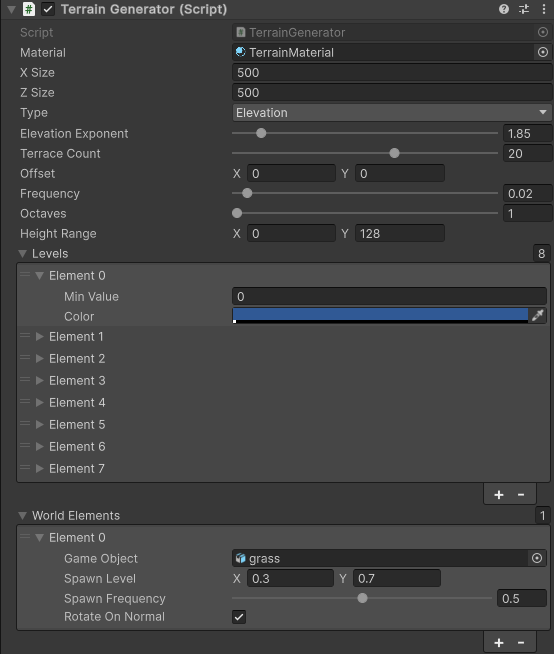 Terrain Generator (Script)
Script TerrainGenerator
Material TerrainMaterial
X Size 500
Z Size 500
Type Elevation
Elevation Exponent 1.85
Terrace Count 20
Offset X 0 Y 0
Frequency 0.02
Octaves 1
Height Range X 0 Y 128
Levels 8
Element 0
Min Value 0
Color
Element 1
Element 2
Element 3
Element 4
Element 5
Element 6
Element 7
+ -
World Elements 1
Element 0
Game Object grass
Spawn Level X 0.3 Y 0.7
Spawn Frequency 0.5
Rotate On Normal
+ -